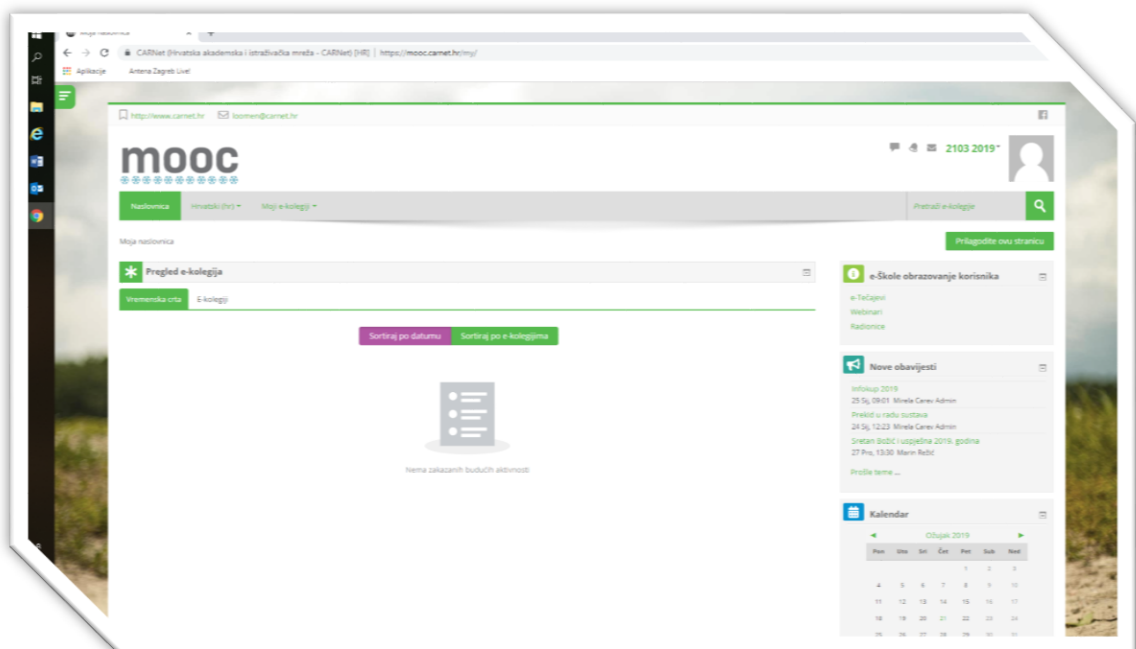 Moja naslovnica
CARNet (Hrvatska akademska i istraživačka mreža – CARNet) [HR] | https://mooc.carnet.hr/my/
Aplikacije Antena Zagreb Live!
http://www.carnet.hr loomen@carnet.hr
mooc
2103 2019
Naslovnica Hrvatski (hr) Moji e-kolegiji Pretraži e-kolegije
Moja naslovnica Prilagodite ovu stranicu
Pregled e-kolegija
Vremenska crta E-kolegiji
Sortiraj po datumu Sortiraj po e-kolegijima
Nema zakazanih budućih aktivnosti
e-Škole obrazovanje korisnika
e-Tečajevi
Webinari
Radionice
Nove obavijesti
Infokup 2019
25 Sij, 09:01 Mirela Carev Admin
Prekid u radu sustava
24 Sij, 12:23 Mirela Carev Admin
Sretan Božić i uspješna 2019. godina
27 Pro, 13:30 Marin Režić
Prošle teme ...
Kalendar
◄ Ožujak 2019 ►
Pon Uto Sri Čet Pet Sub Ned
1 2 3
4 5 6 7 8 9 10
11 12 13 14 15 16 17
18 19 20 21 22 23 24
25 26 27 28 29 30 31